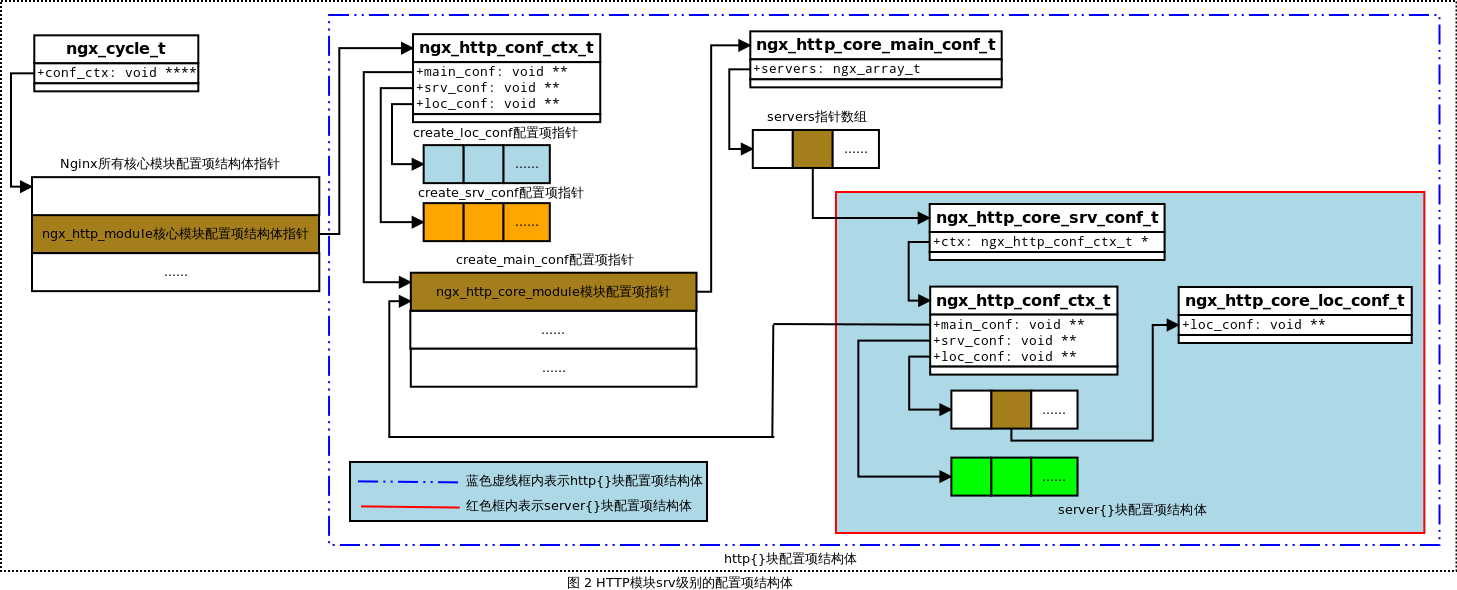 ngx_cycle_t
+conf_ctx: void ****
Nginx所有核心模块配置项结构体指针
ngx_http_module核心模块配置项结构体指针
......
ngx_http_conf_ctx_t
+main_conf: void **
+srv_conf: void **
+loc_conf: void **
create_loc_conf配置项指针
......
create_srv_conf配置项指针
......
create_main_conf配置项指针
ngx_http_core_module模块配置项指针
......
......
ngx_http_core_main_conf_t
+servers: ngx_array_t
servers指针数组
......
ngx_http_core_srv_conf_t
+ctx: ngx_http_conf_ctx_t *
ngx_http_conf_ctx_t
+main_conf: void **
+srv_conf: void **
+loc_conf: void **
ngx_http_core_loc_conf_t
+loc_conf: void **
......
......
server{}块配置项结构体
蓝色虚线框内表示http{}块配置项结构体
红色框内表示server{}块配置项结构体
http{}块配置项结构体
图 2 HTTP模块srv级别的配置项结构体